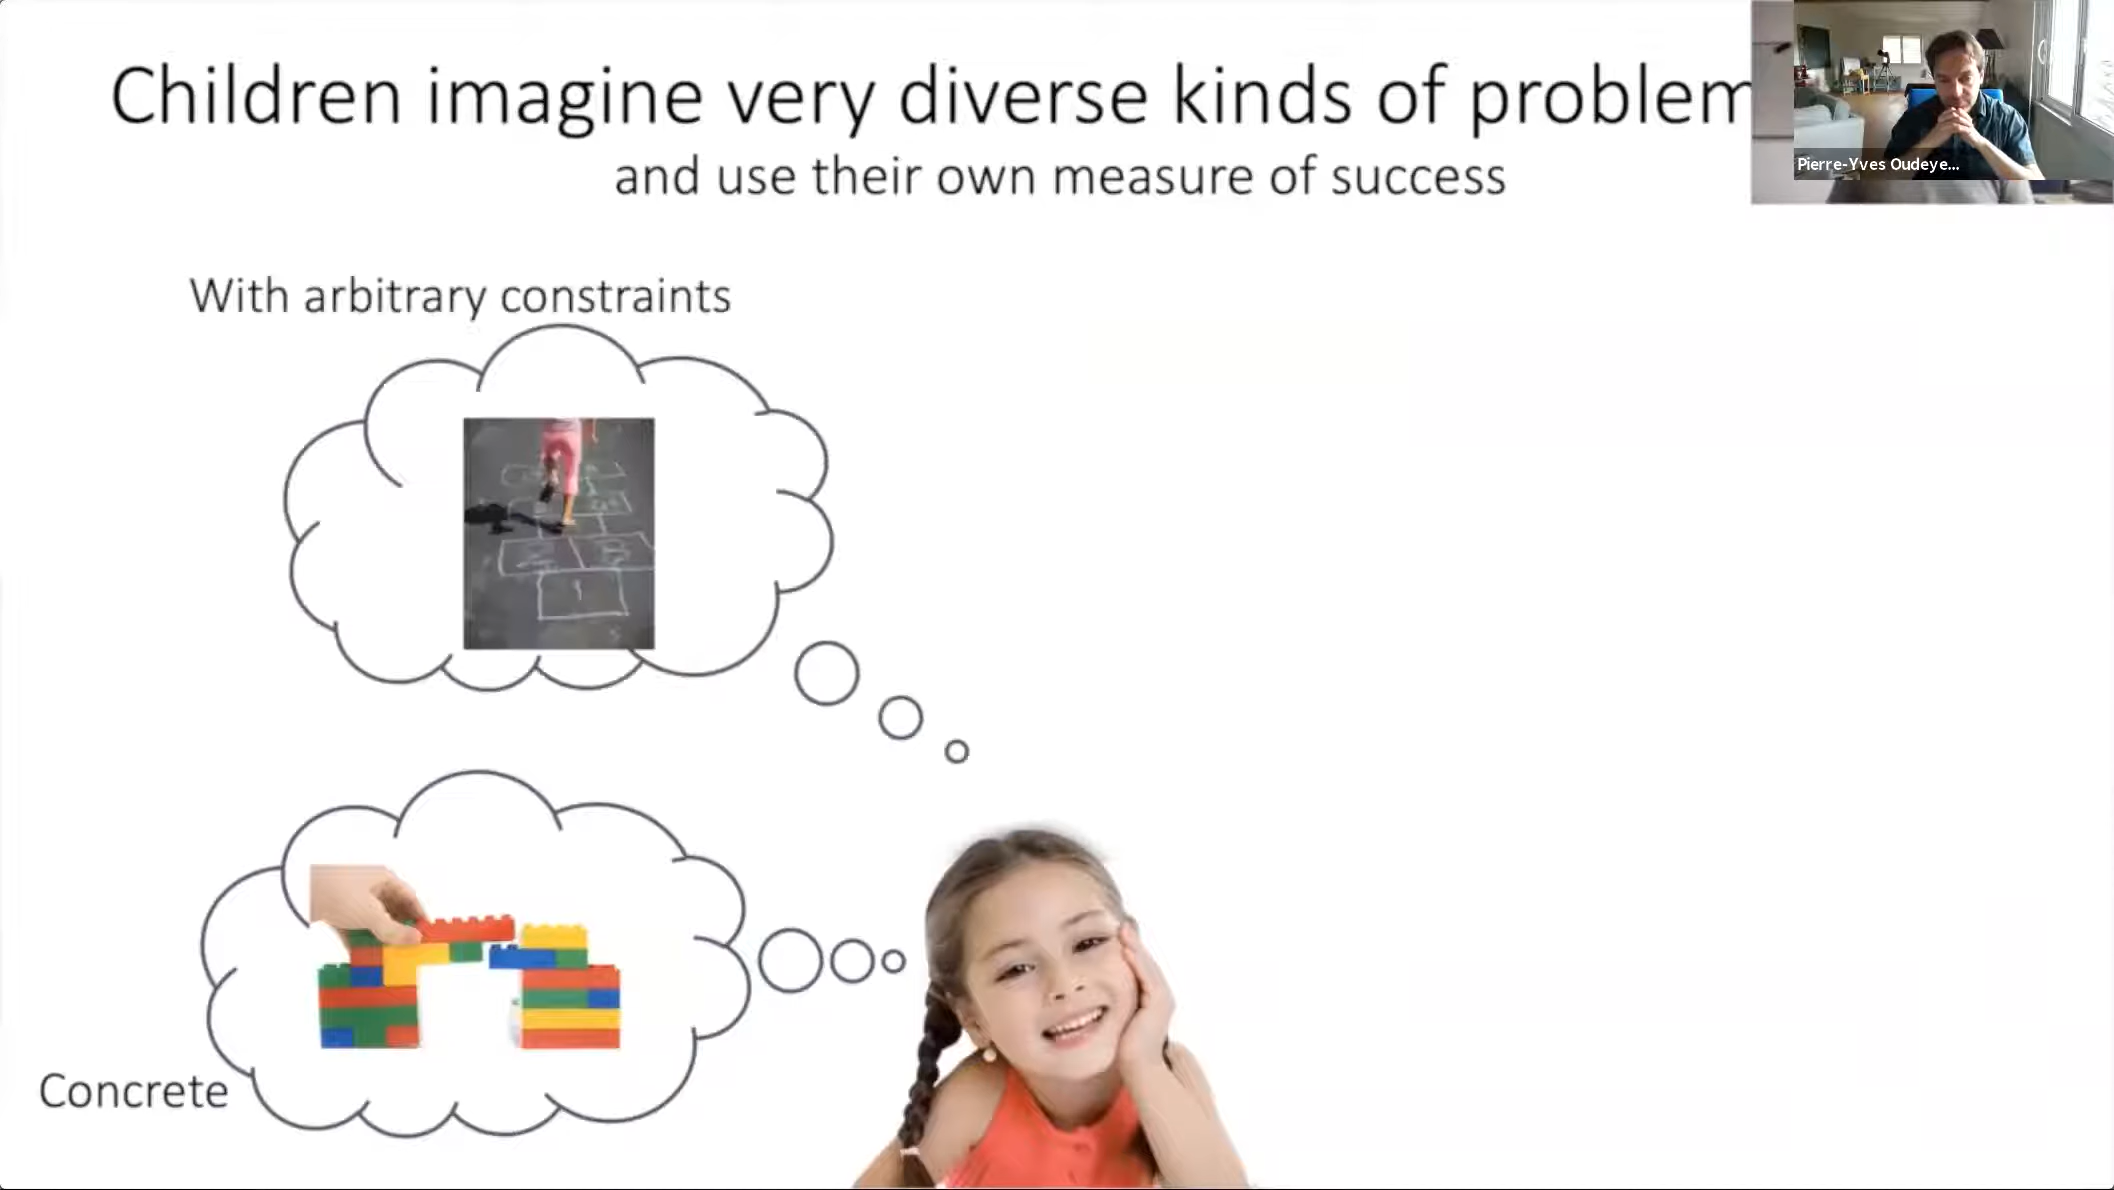 Children imagine very diverse kinds of problem
and use their own measure of success
Pierre-Yves Oudeye...
With arbitrary constraints
1
Concrete